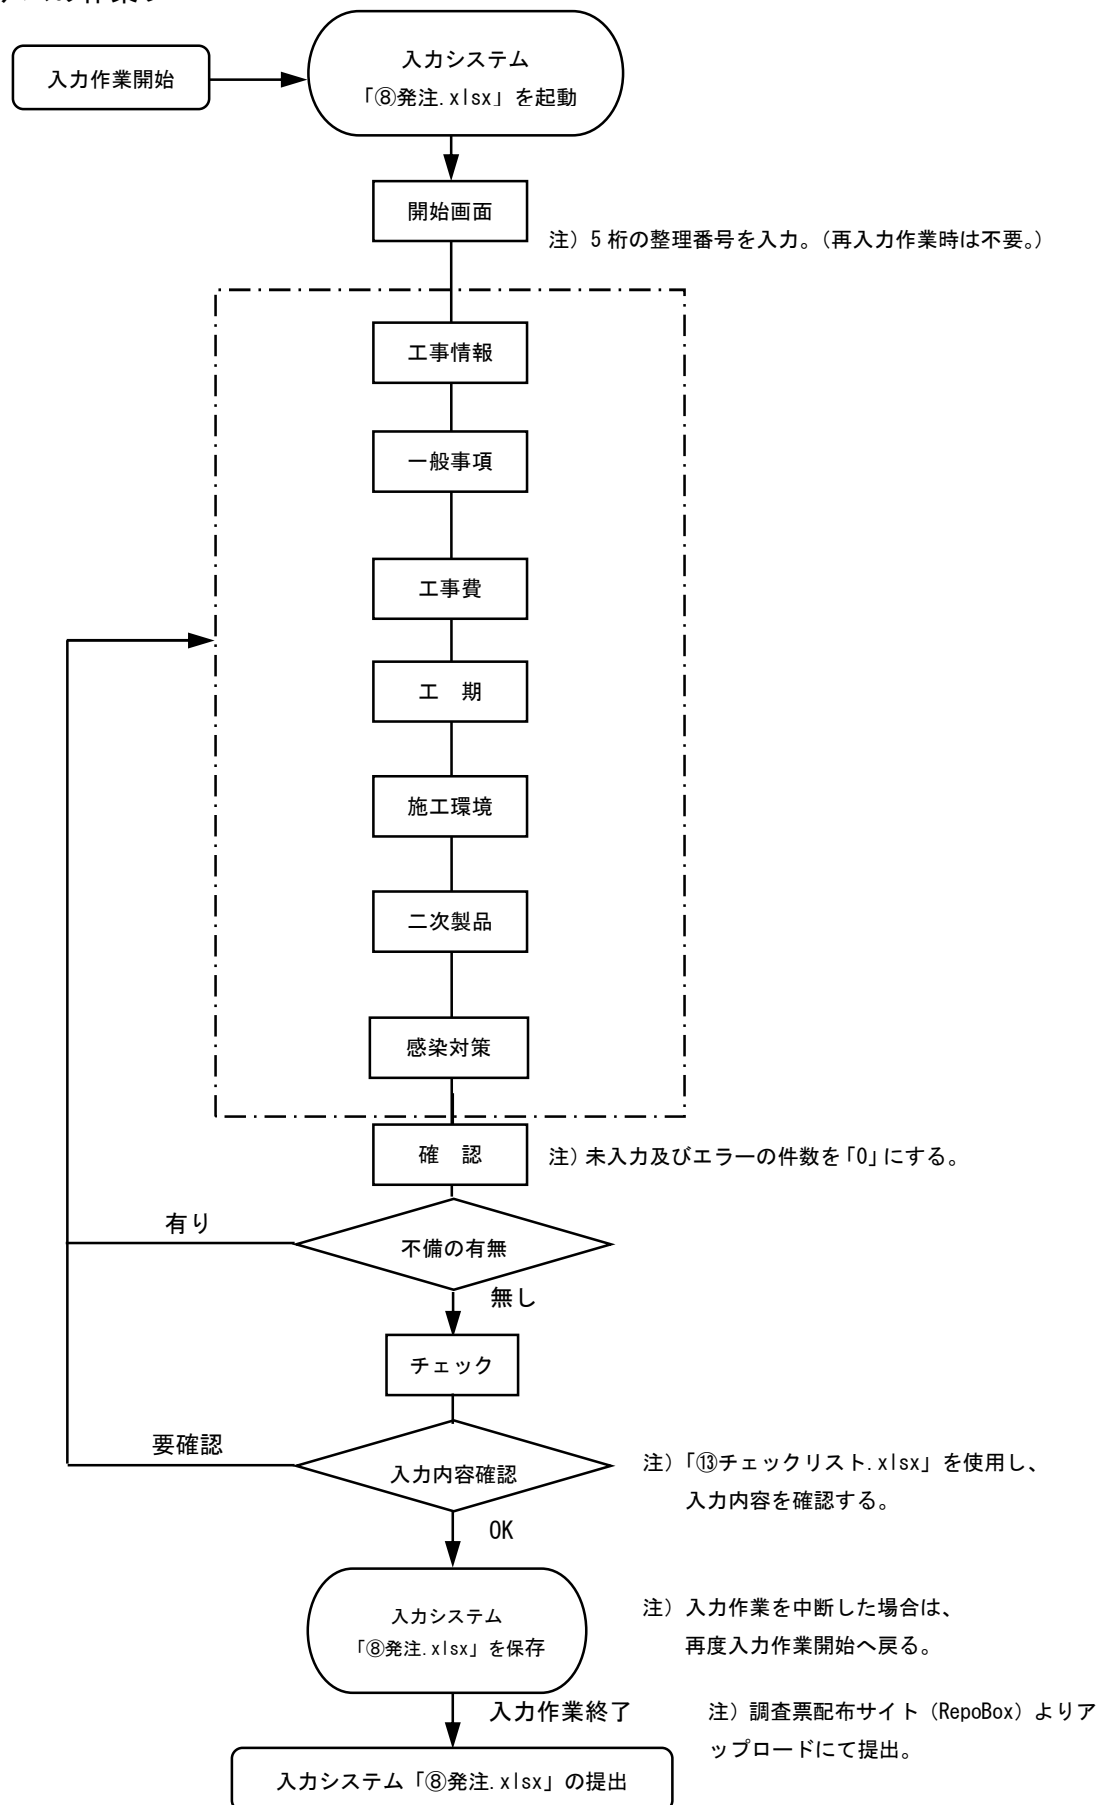 入力作業開始
入力システム
「⑧発注.xlsx」を起動
開始画面
注）5桁の整理番号を入力。（再入力作業時は不要。）
工事情報
一般事項
工事費
工　期
施工環境
二次製品
感染対策
確　認
注）未入力及びエラーの件数を「0」にする。
有り
不備の有無
無し
チェック
要確認
入力内容確認
注）「⑬チェックリスト.xlsx」を使用し、
入力内容を確認する。
OK
入力システム
「⑧発注.xlsx」を保存
注）入力作業を中断した場合は、
再度入力作業開始へ戻る。
入力作業終了
注）調査票配布サイト（RepoBox）よりア
ップロードにて提出。
入力システム「⑧発注.xlsx」の提出